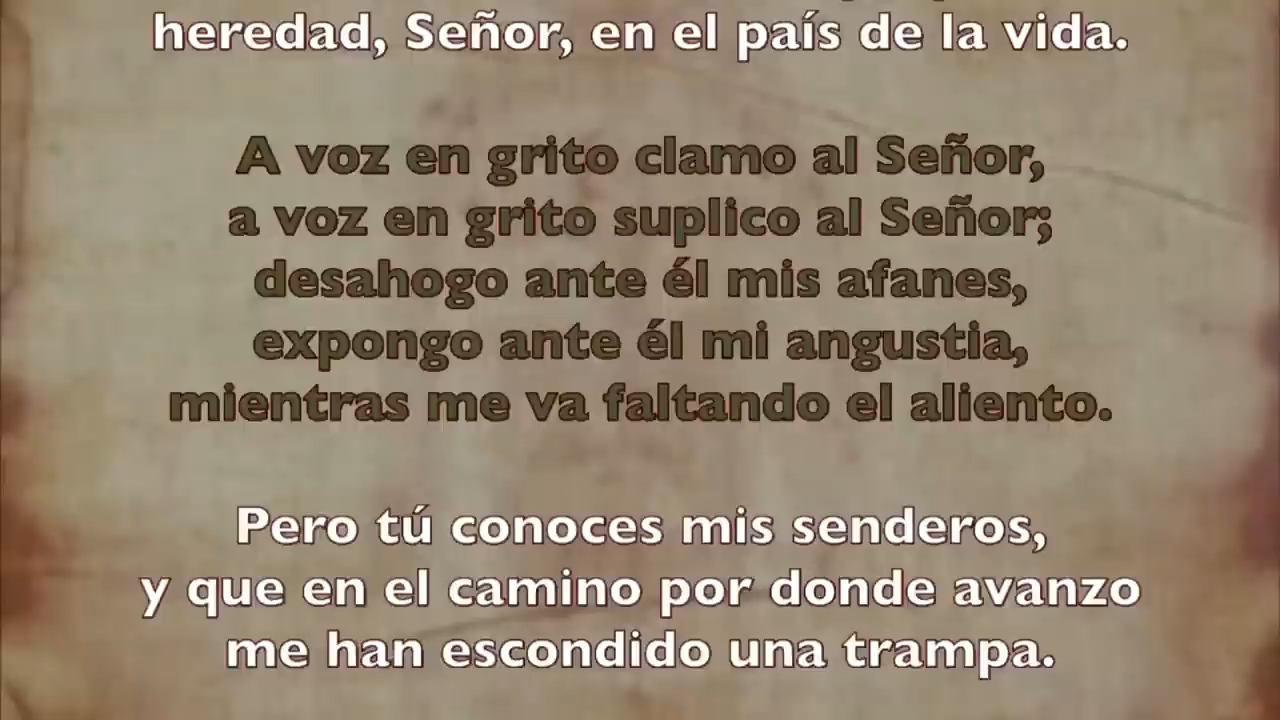 heredad, Señor, en el país de la vida.
A voz en grito clamo al Señor,
a voz en grito suplico al Señor;
desahogo ante él mis afanes,
expongo ante él mi angustia,
mientras me va faltando el aliento.
Pero tú conoces mis senderos,
y que en el camino por donde avanzo
me han escondido una trampa.